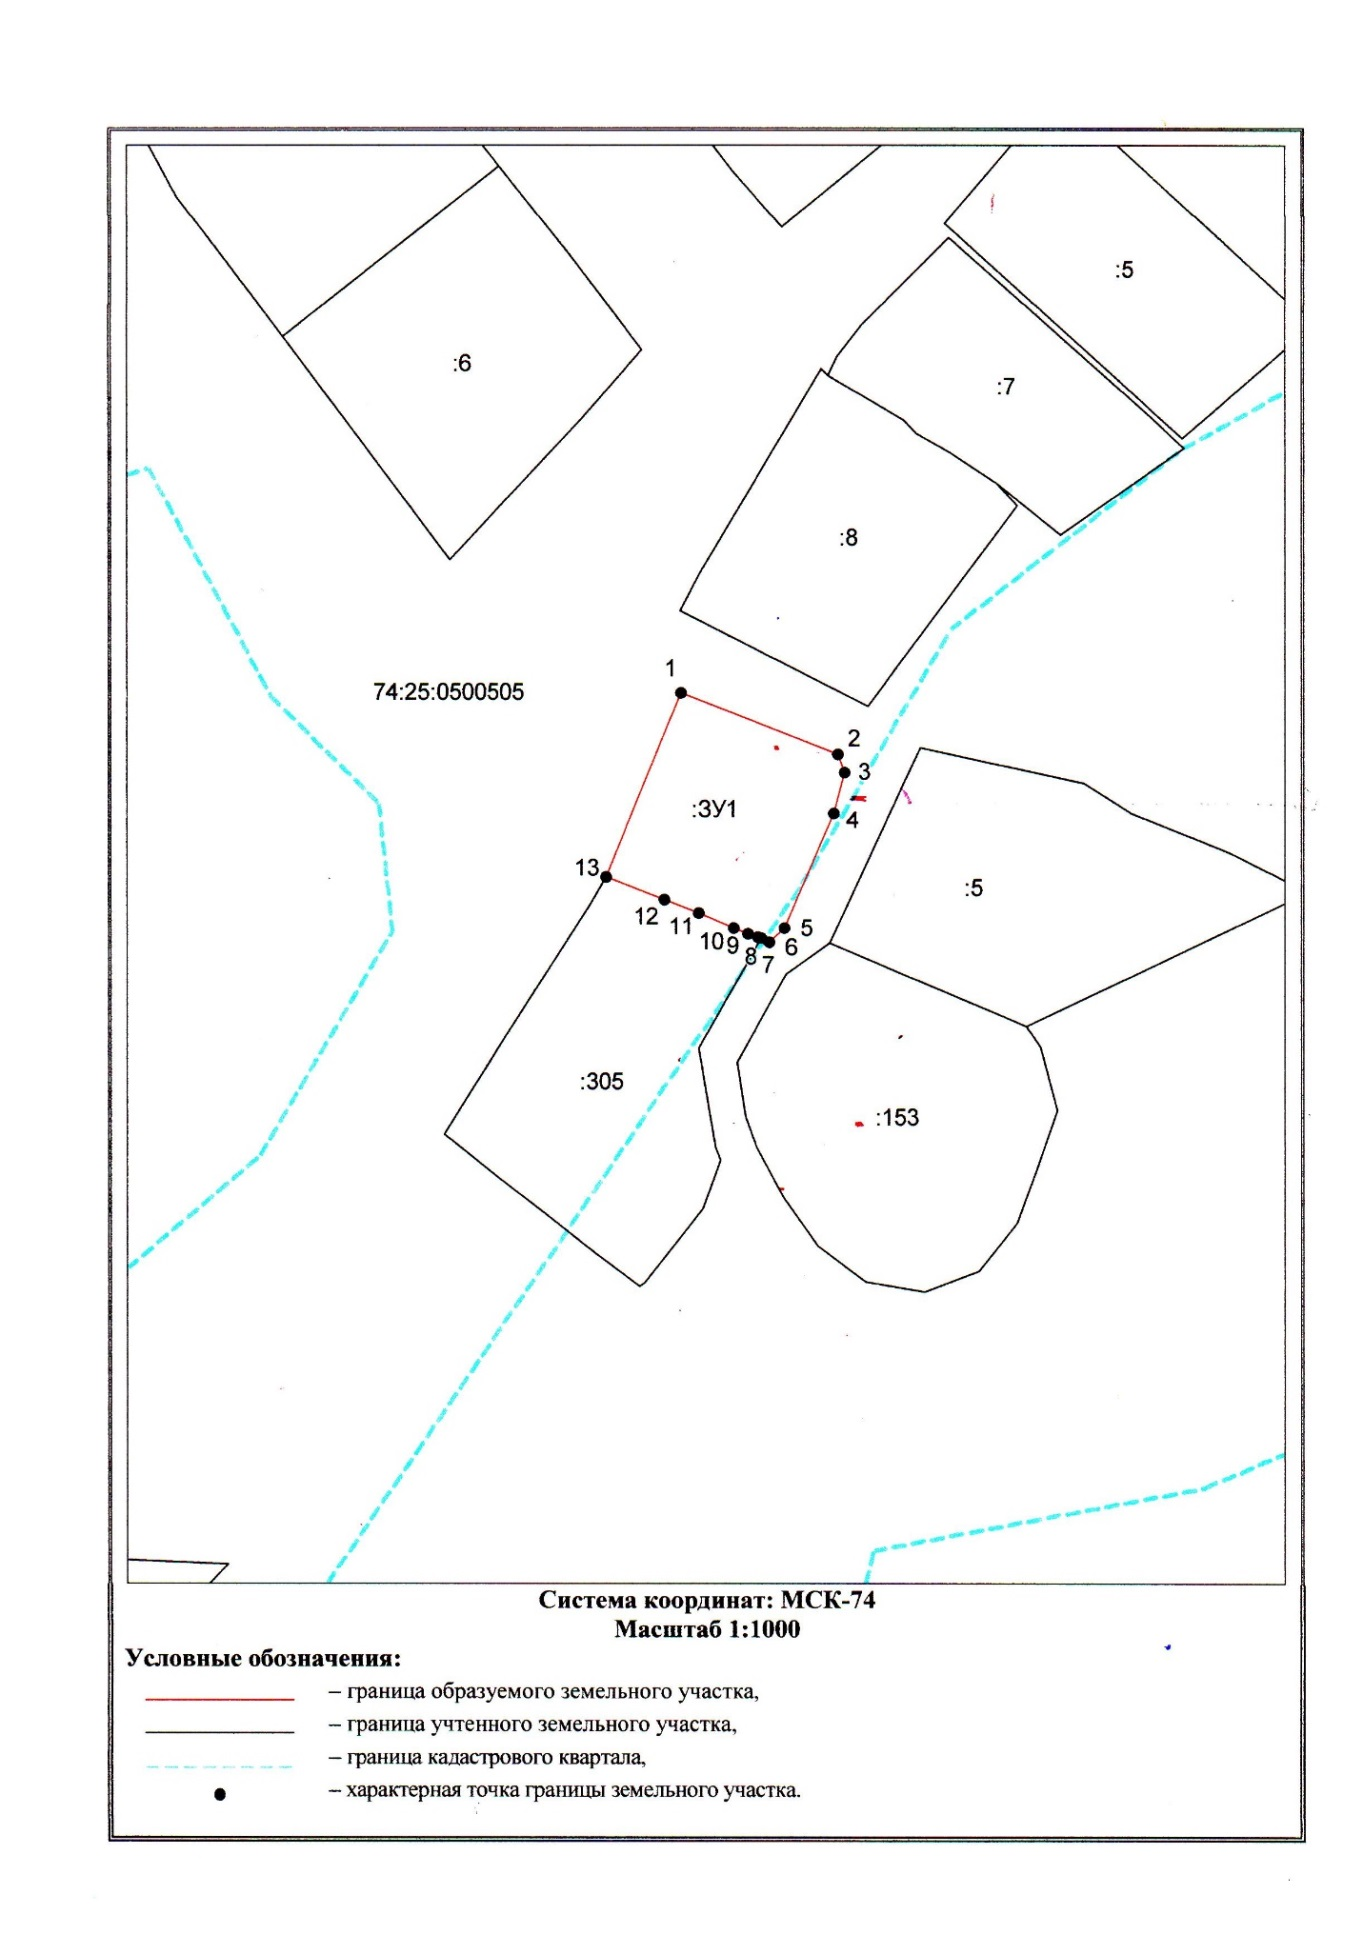 :5
:6
:7
:8
1
74:25:0500505
2
3
:ЗУ1
4
13
:5
12
11
10
9
8
7
6
5
:305
:153
Система координат: МСК-74
Масштаб 1:1000
Условные обозначения:
– граница образуемого земельного участка,
– граница учтенного земельного участка,
– граница кадастрового квартала,
– характерная точка границы земельного участка.